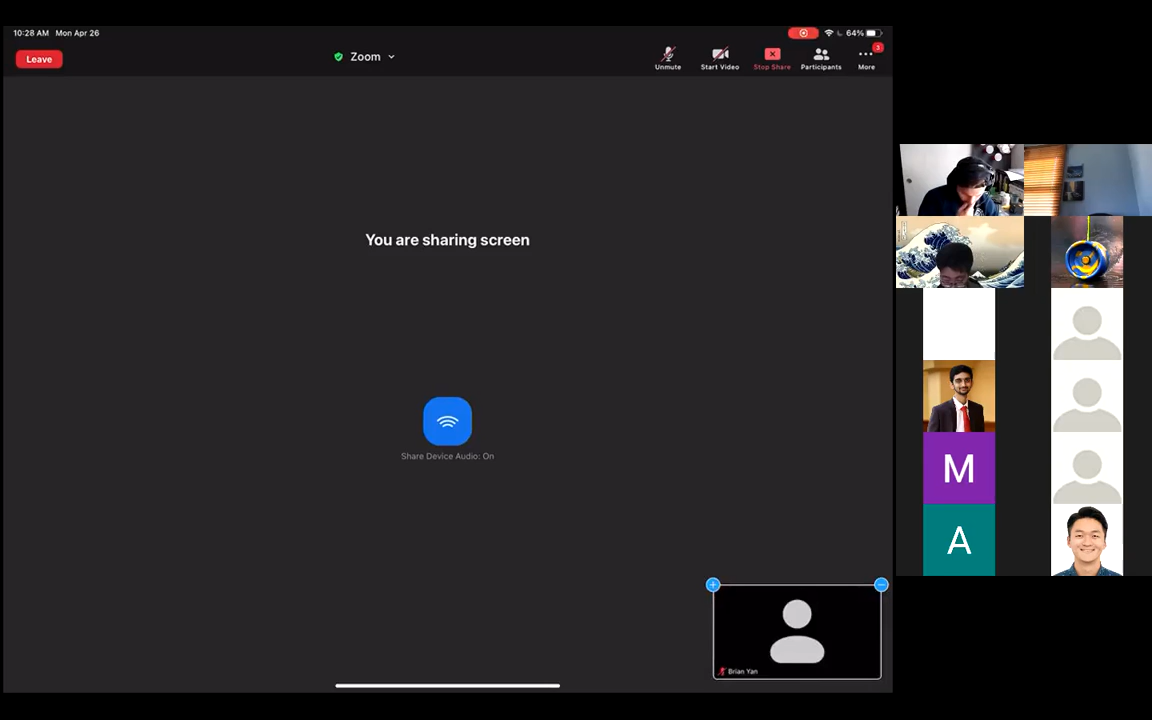 10:28 AM Mon Apr 26
64%
Leave
Zoom
Unmute
Start Video
Stop Share
Participants
More
3
You are sharing screen
Share Device Audio: On
Brian Yan
M
A